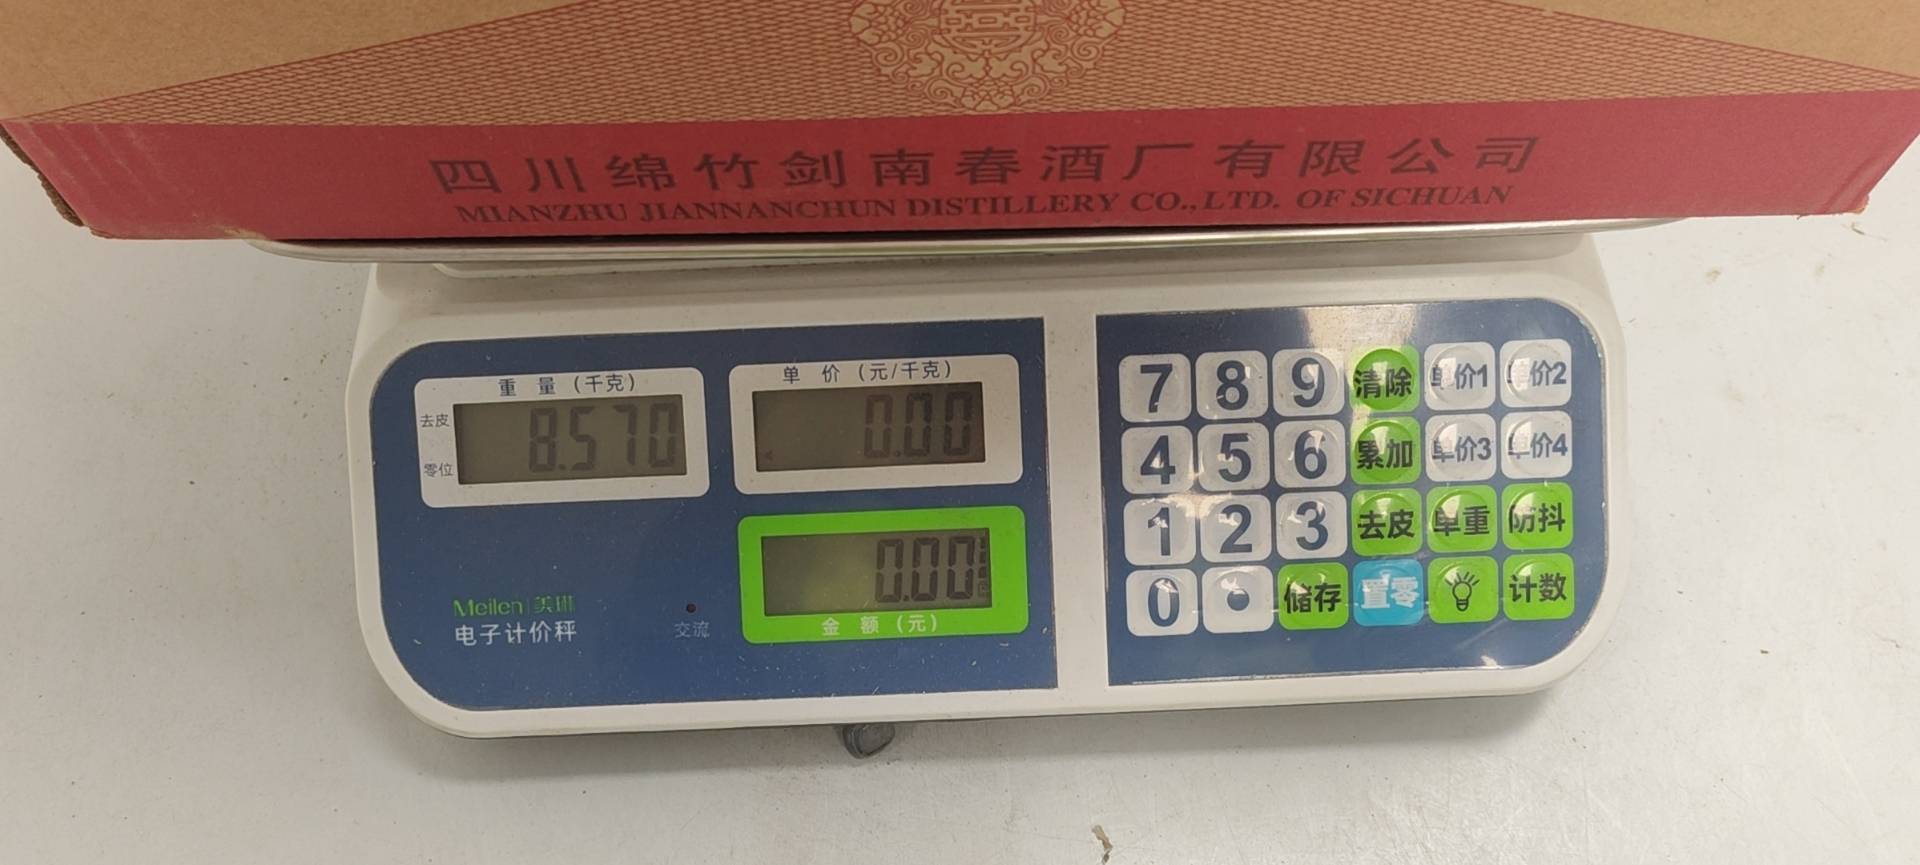 四川绵竹剑南春酒厂有限公司
MIANZHU JIANNANCHUN DISTILLERY CO.,LTD. OF SICHUAN
重 量 (千克)
去皮
零位
8.570
单 价 (元/千克)
0.00
0.00
金 额 (元)
Meilen|美琳
电子计价秤
交流
7 8 9 清除 单价1 单价2
4 5 6 累加 单价3 单价4
1 2 3 去皮 单重 防抖
0 . 储存 置零 计数